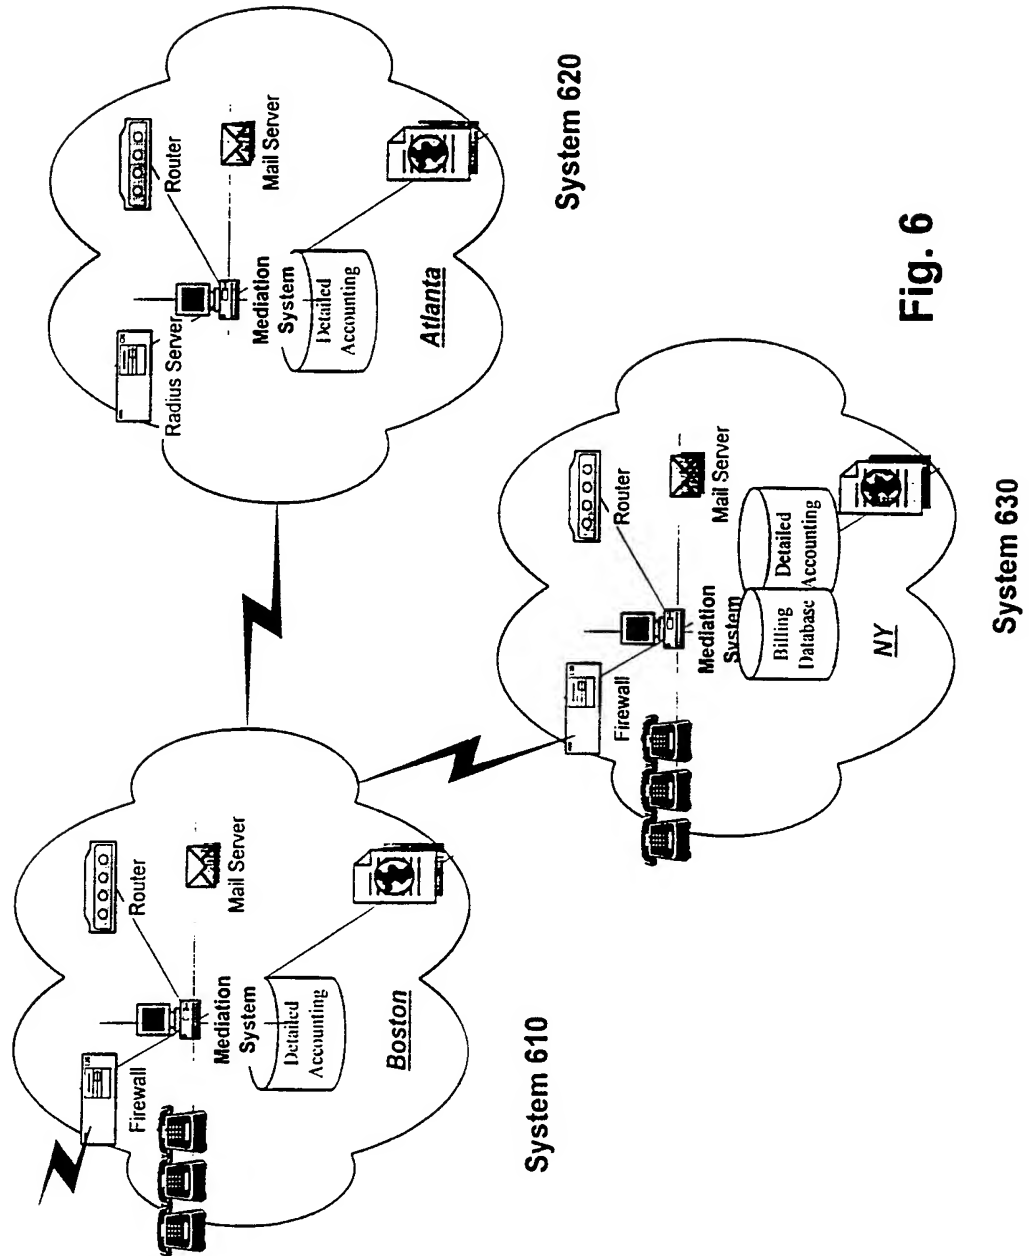 Router
Mail Server
Radius Server
Mediation
System
Detailed
Accounting
Atlanta
System 620
Router
Mail Server
Firewall
Mediation
System
Detailed
Accounting
Boston
System 610
Router
Mail Server
Firewall
Mediation
System
Billing
Database
Detailed
Accounting
NY
System 630
Fig. 6